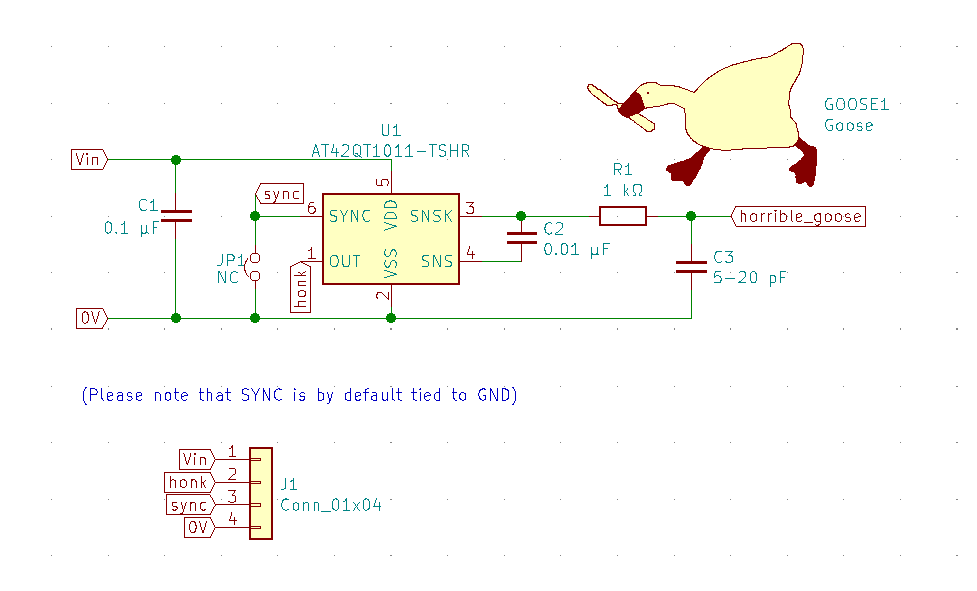 GOOSE1
Goose
U1
AT42QT1011-TSHR
Vin
5
R1
1 kΩ
sync
C1
0.1 µF
6
SYNC
VDD
SNSK
3
horrible_goose
C2
0.01 µF
JP1
NC
1
OUT
VSS
SNS
4
C3
5-20 pF
honk
2
0V
(Please note that SYNC is by default tied to GND)
Vin 1
honk 2
sync 3
0V 4
J1
Conn_01x04